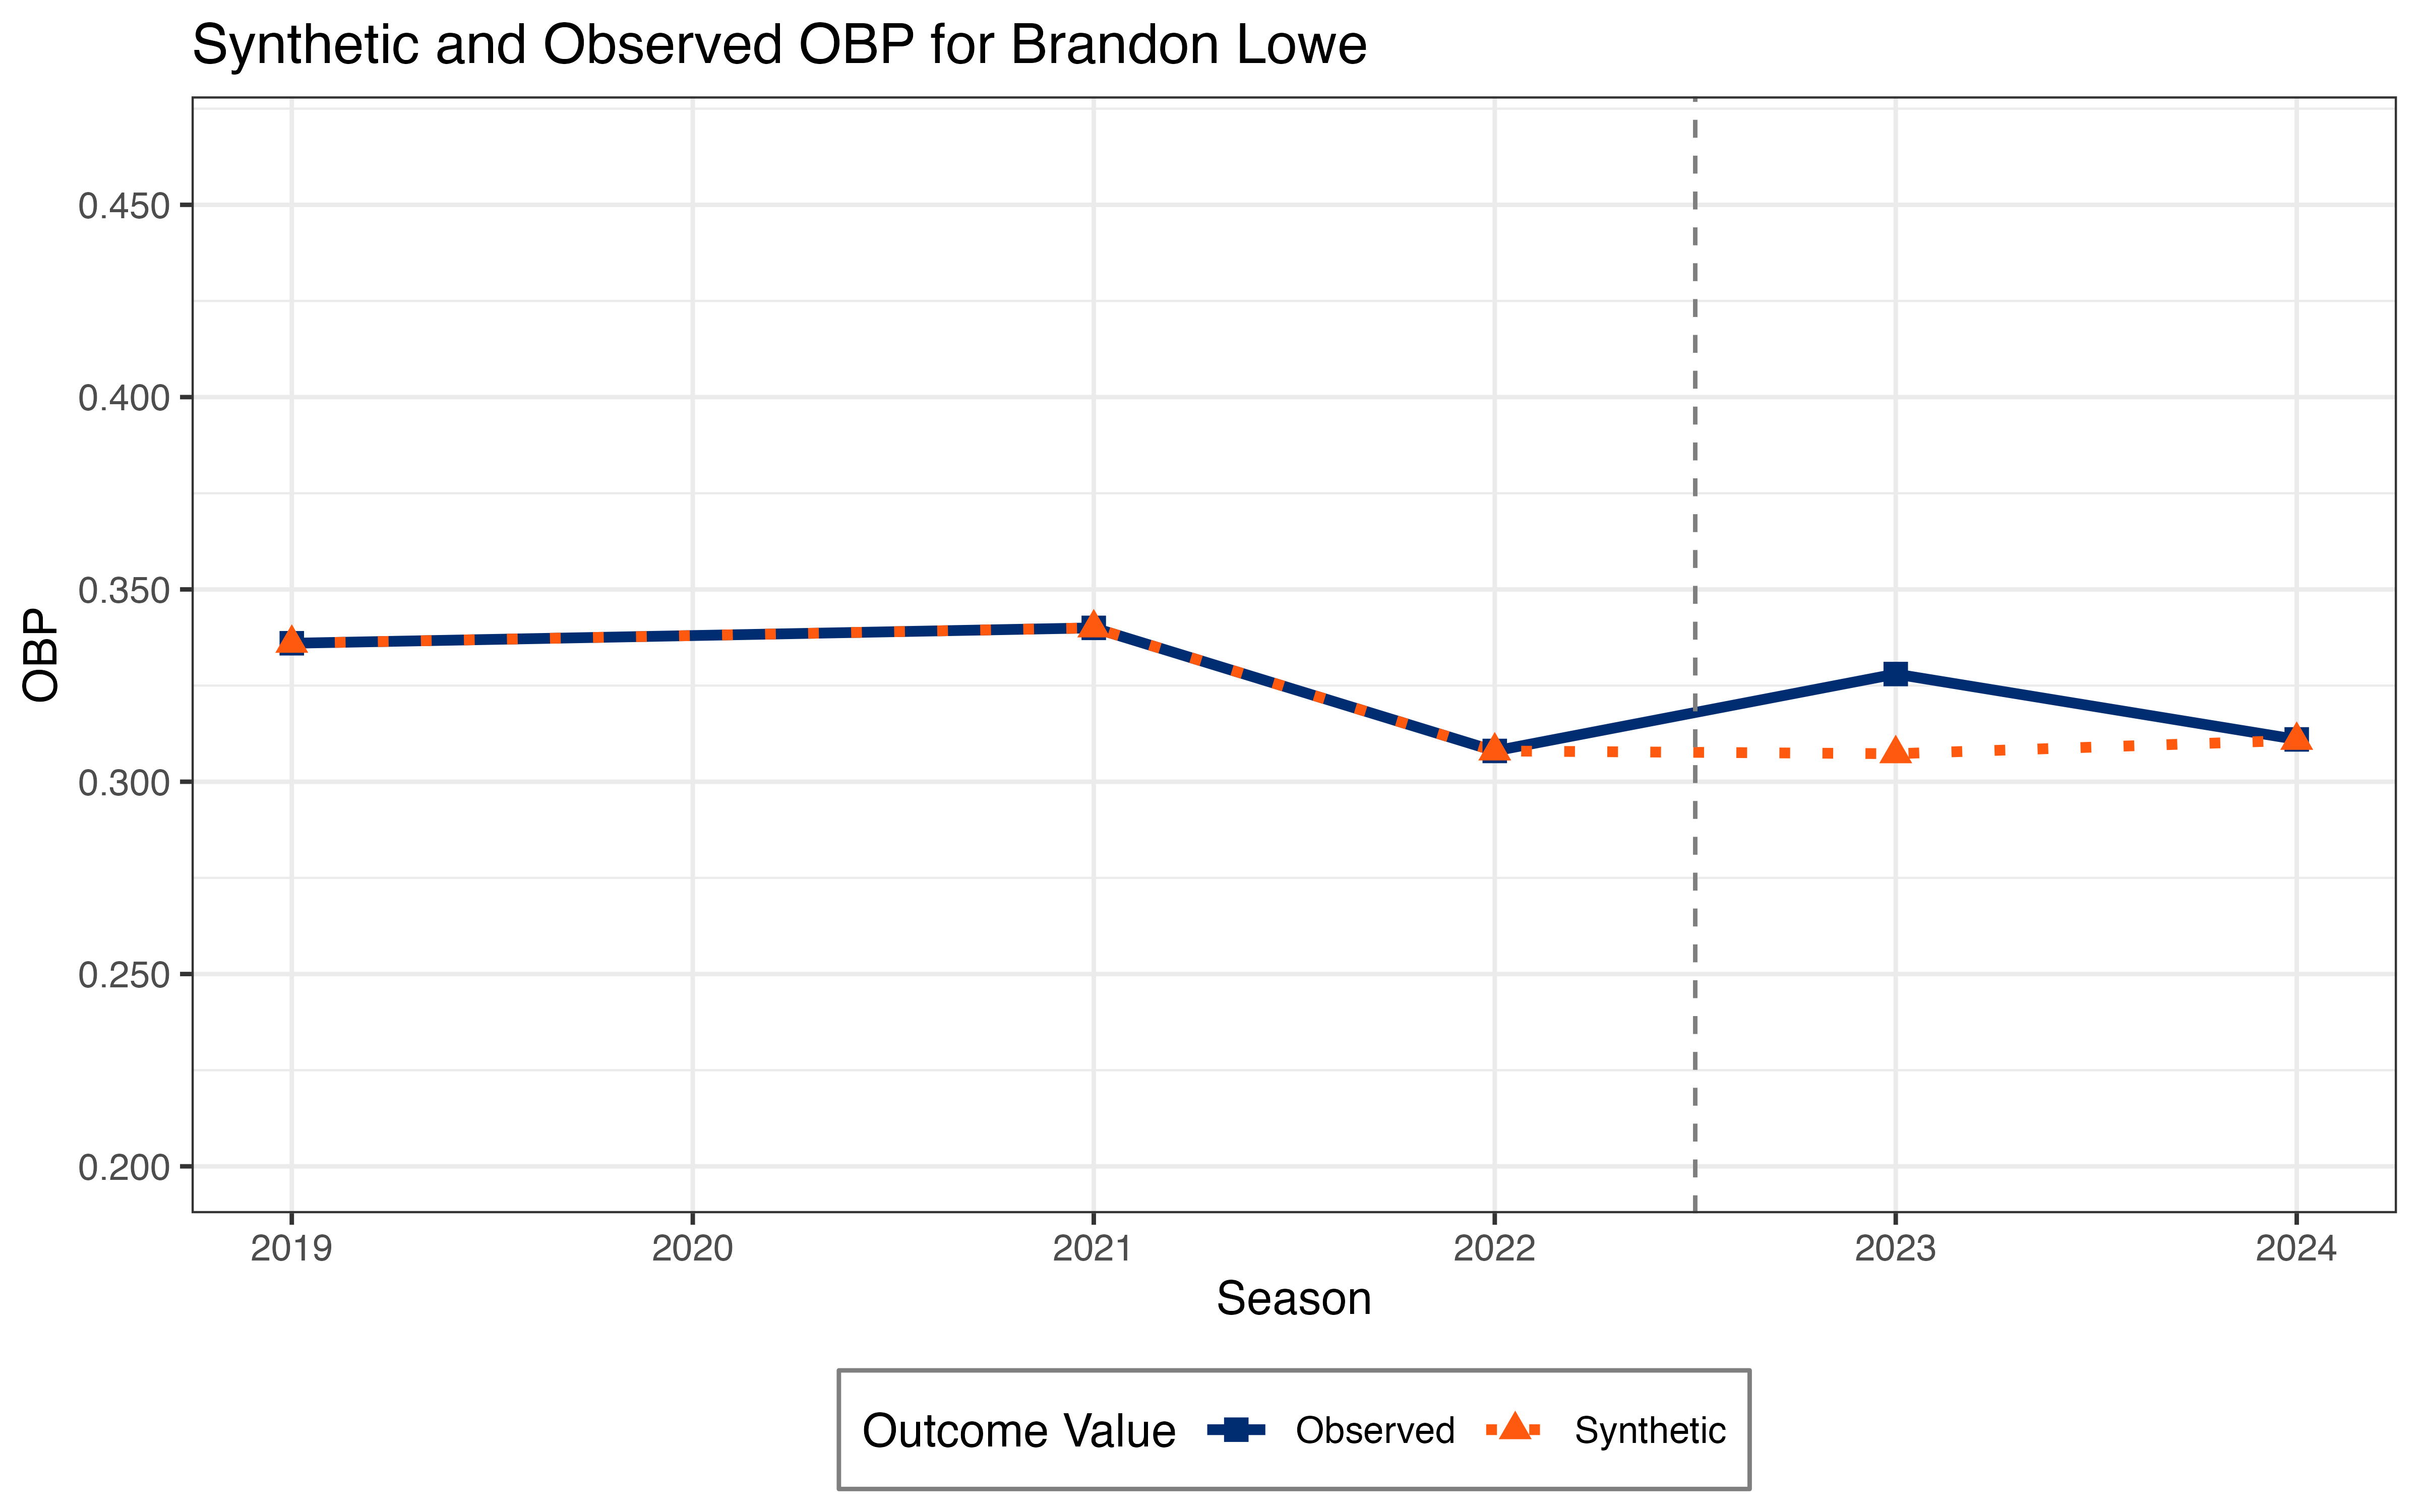 Synthetic and Observed OBP for Brandon Lowe
0.450
0.400
0.350
0.300
0.250
0.200
OBP
2019 2020 2021 2022 2023 2024
Season
Outcome Value Observed Synthetic